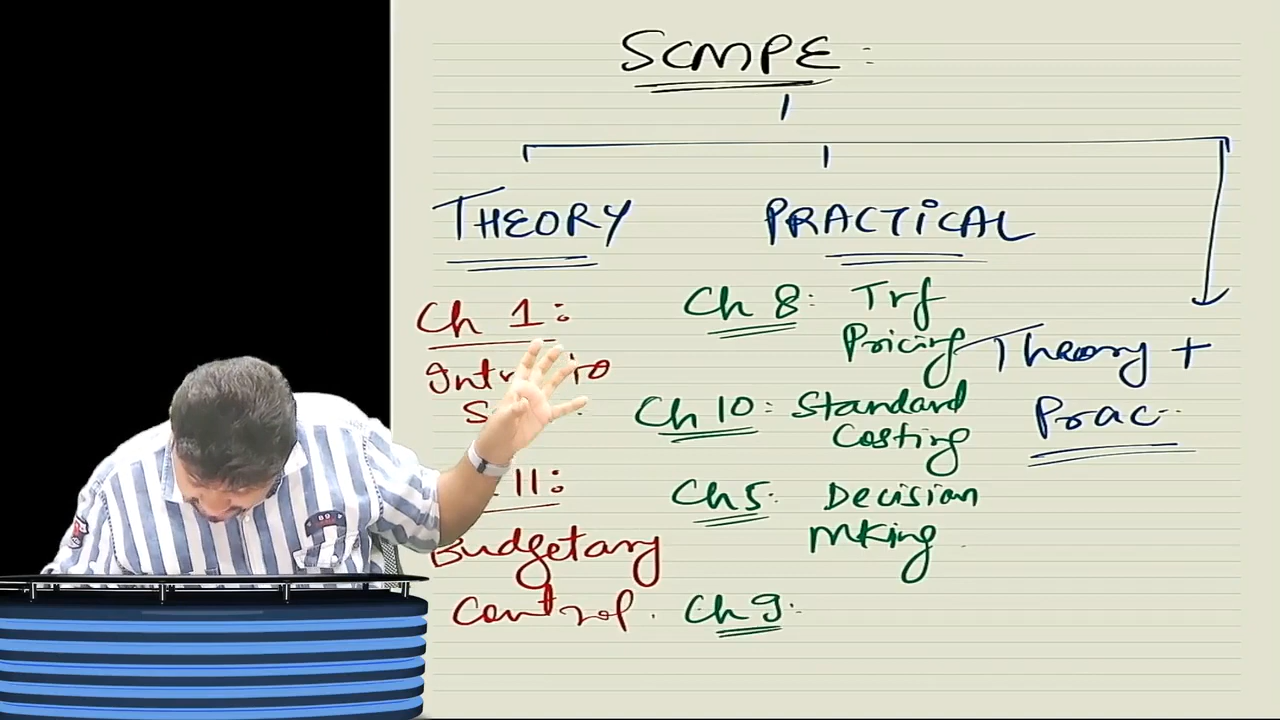 SCMPE :
THEORY
PRACTICAL
Theory +
Prac..
Ch 1 :
Ch 11 :
Budgetary
Control.
Ch 8 : Trf
Pricing
Ch 10 : Standard
Costing
Ch 5. Decision
Mking.
Ch 9.